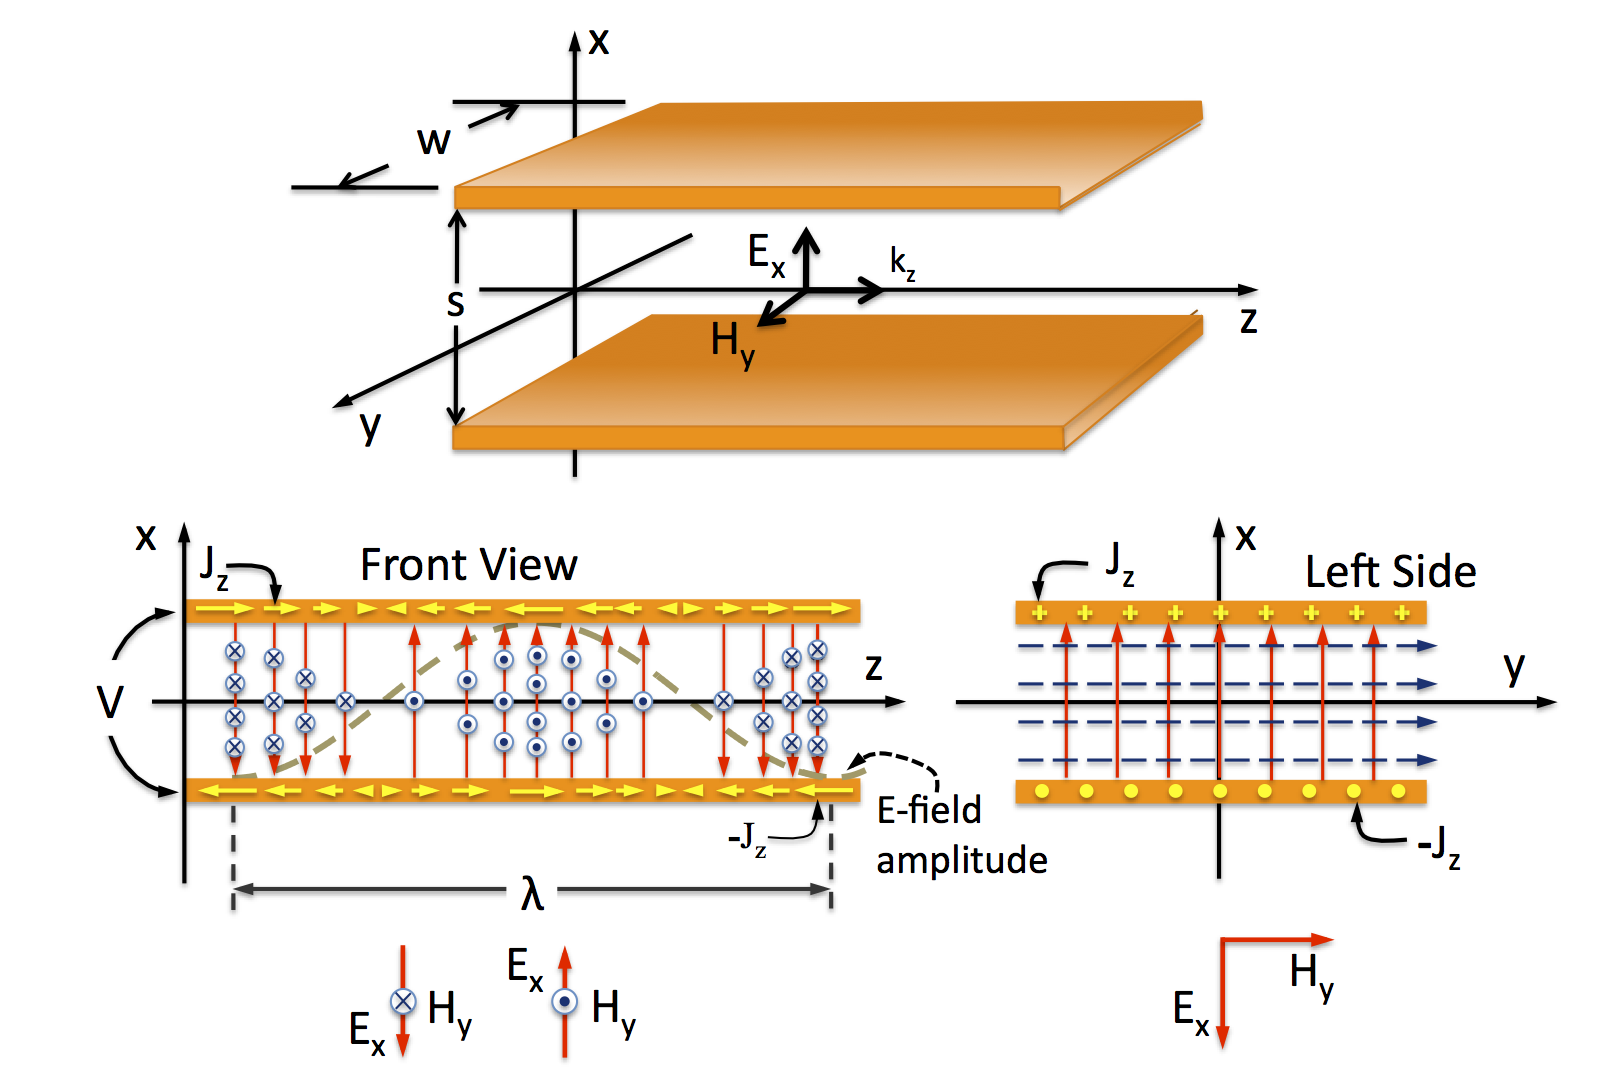 x
w
E_x
k_z
s
z
H_y
y
x
J_z
Front View
x
J_z
Left Side
z
y
V
-J_z
E-field
amplitude
-J_z
λ
E_x
H_y
E_x
H_y
H_y
E_x